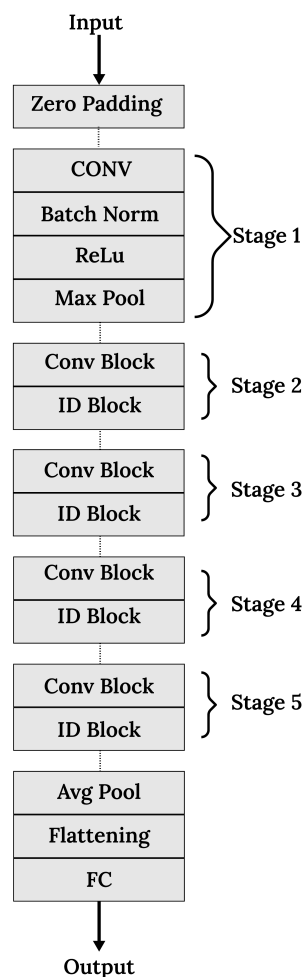 Input
Zero Padding
CONV
Batch Norm
ReLu
Max Pool
Stage 1
Conv Block
ID Block
Stage 2
Conv Block
ID Block
Stage 3
Conv Block
ID Block
Stage 4
Conv Block
ID Block
Stage 5
Avg Pool
Flattening
FC
Output